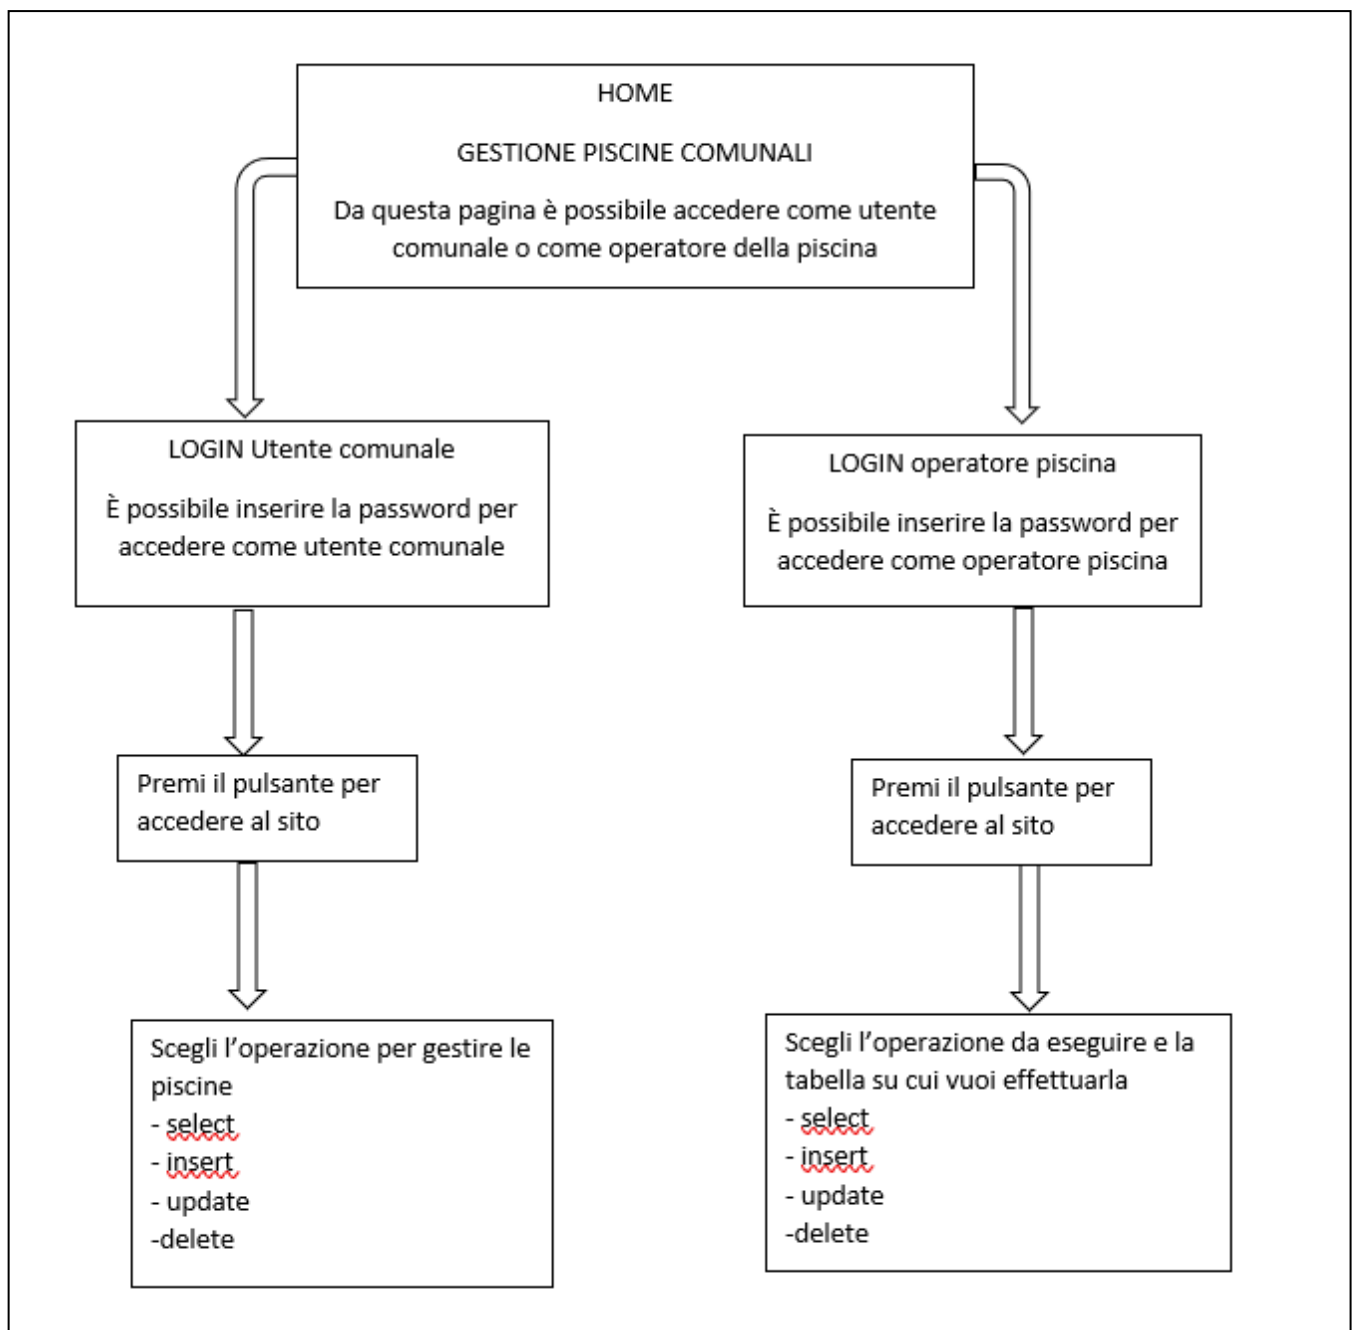 HOME
GESTIONE PISCINE COMUNALI
Da questa pagina è possibile accedere come utente
comunale o come operatore della piscina
LOGIN Utente comunale
È possibile inserire la password per
accedere come utente comunale
LOGIN operatore piscina
È possibile inserire la password per
accedere come operatore piscina
Premi il pulsante per
accedere al sito
Premi il pulsante per
accedere al sito
Scegli l’operazione per gestire le
piscine
- select
- insert
- update
-delete
Scegli l’operazione da eseguire e la
tabella su cui vuoi effettuarla
- select
- insert
- update
-delete